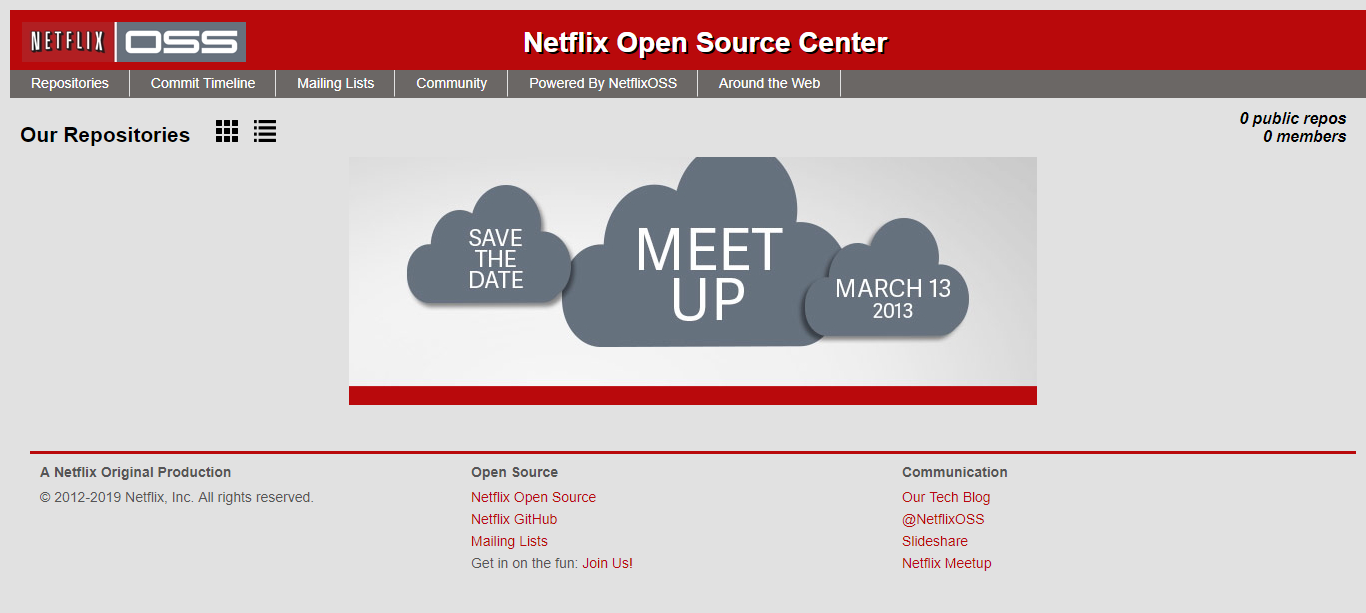 NETFLIX OSS
Netflix Open Source Center
Repositories
Commit Timeline
Mailing Lists
Community
Powered By NetflixOSS
Around the Web
Our Repositories
0 public repos
0 members
SAVE
THE
DATE
MEET
UP
MARCH 13
2013
A Netflix Original Production
© 2012-2019 Netflix, Inc. All rights reserved.
Open Source
Netflix Open Source
Netflix GitHub
Mailing Lists
Get in on the fun: Join Us!
Communication
Our Tech Blog
@NetflixOSS
Slideshare
Netflix Meetup